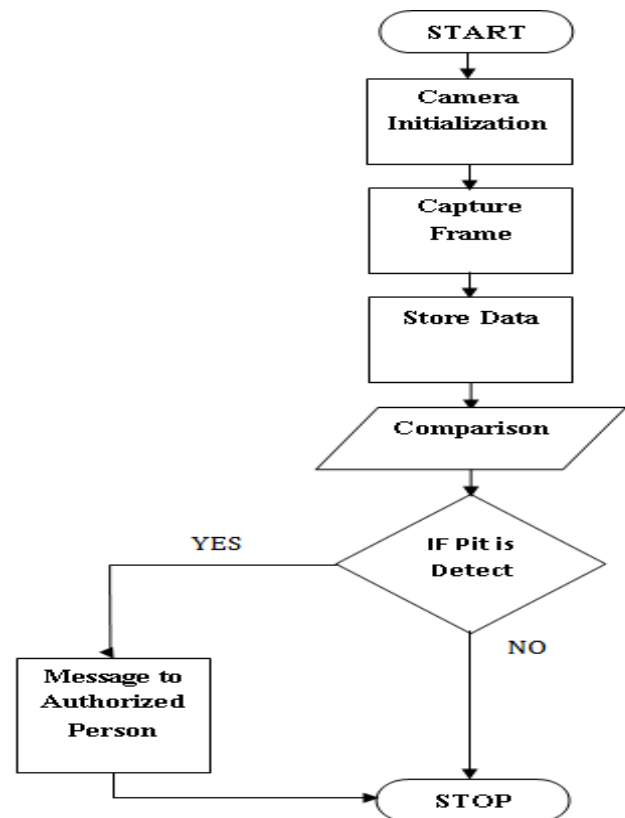 START
Camera
Initialization
Capture
Frame
Store Data
Comparison
IF Pit is
Detect
YES
NO
Message to
Authorized
Person
STOP